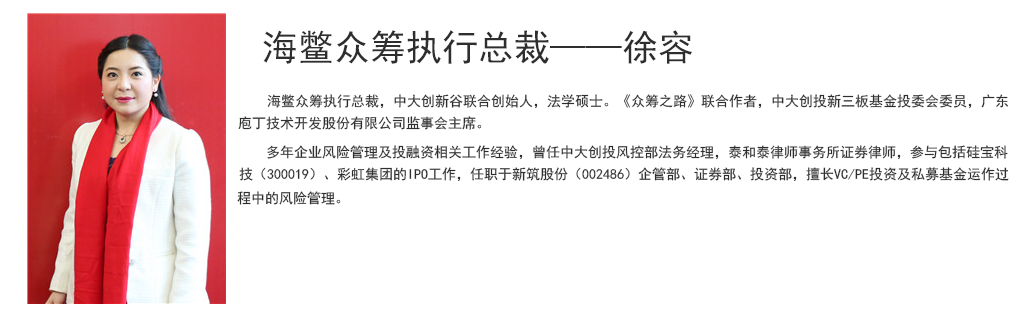 海鳖众筹执行总裁——徐容
海鳖众筹执行总裁，中大创新谷联合创始人，法学硕士。《众筹之路》联合作者，中大创投新三板基金投委会委员，广东
庖丁技术开发股份有限公司监事会主席。
多年企业风险管理及投融资相关工作经验，曾任中大创投风控部法务经理，泰和泰律师事务所证券律师，参与包括硅宝科
技（300019）、彩虹集团的IPO工作，任职于新筑股份（002486）企管部、证券部、投资部，擅长VC/PE投资及私募基金运作过
程中的风险管理。